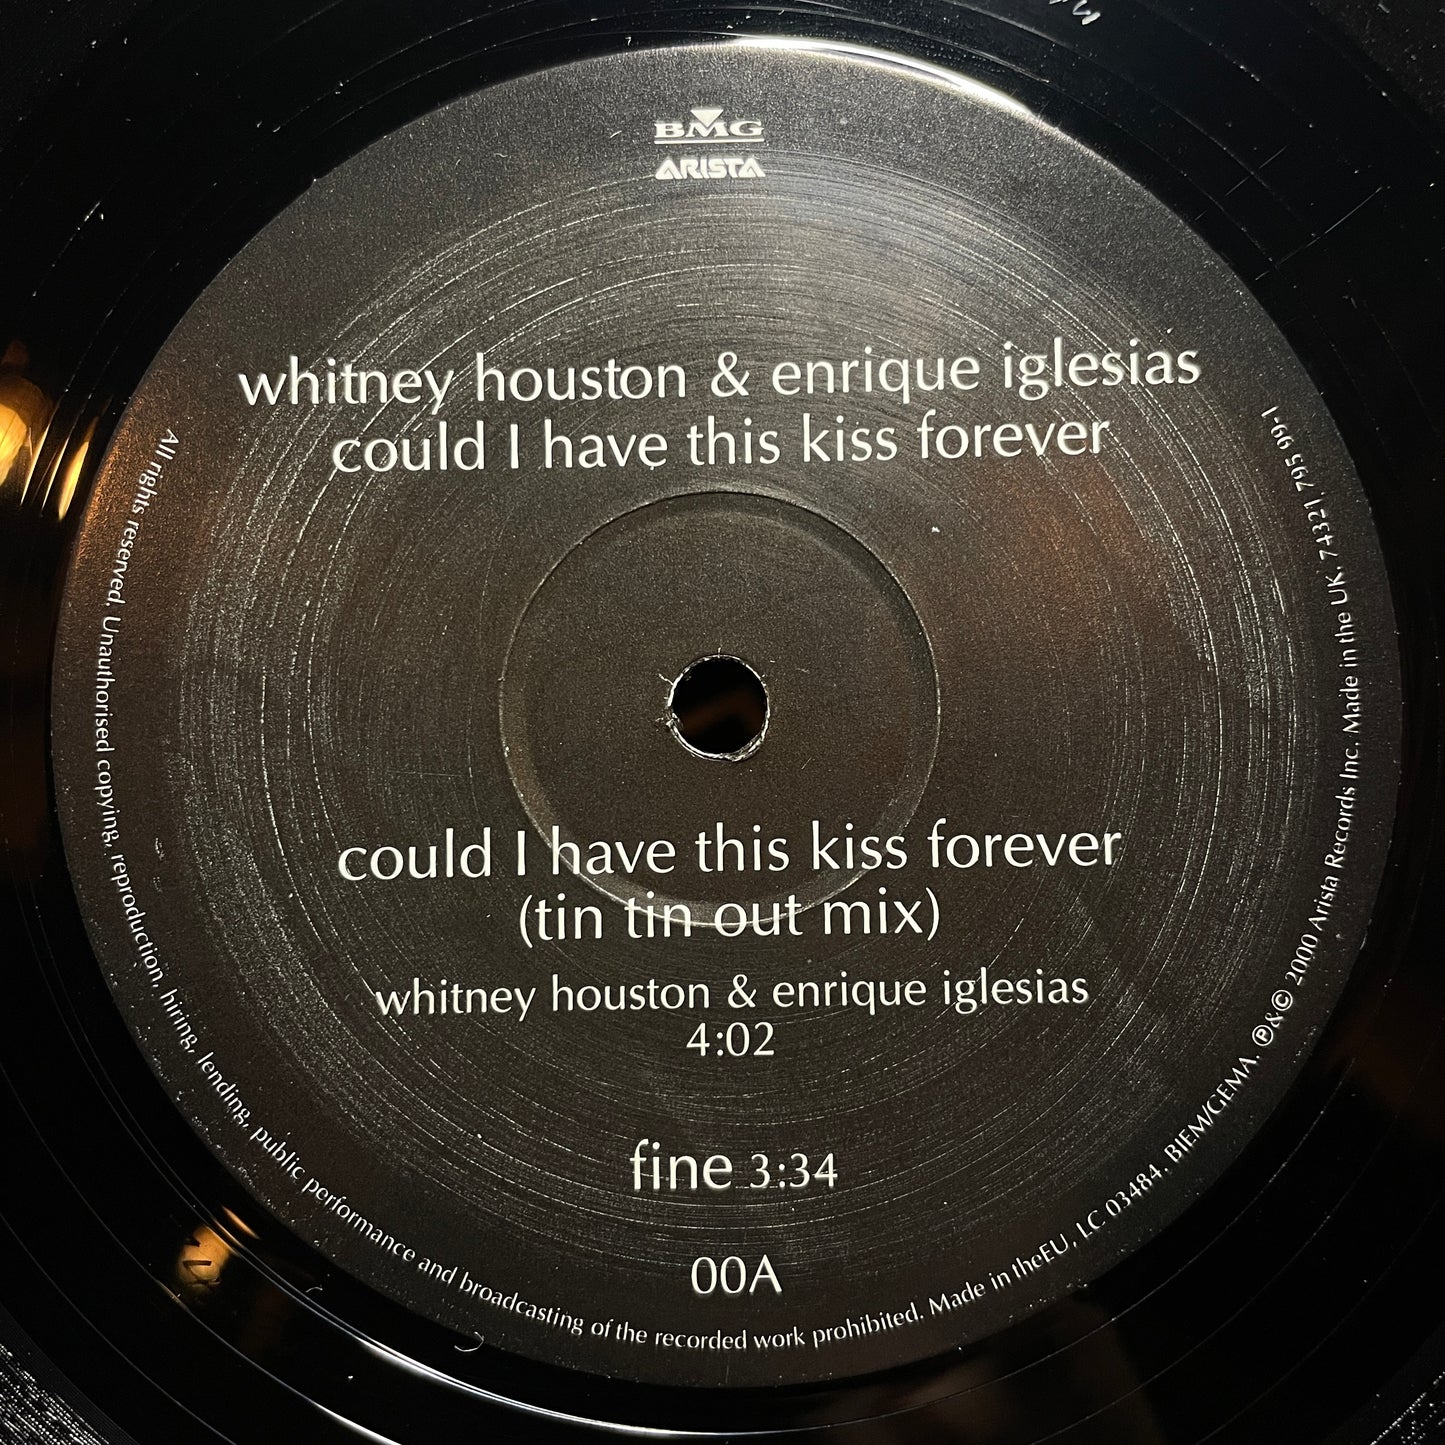 BMG
ARISTA
whitney houston & enrique iglesias
could I have this kiss forever
could I have this kiss forever
(tin tin out mix)
whitney houston & enrique iglesias
4:02
fine 3:34
00A
All rights reserved. Unauthorised copying, reproduction, hiring, lending, public performance and broadcasting of the recorded work prohibited. Made in theEU, LC 03484. BIEM/GEMA. ℗&© 2000 Arista Records Inc. Made in the UK. 74321 795 99-1